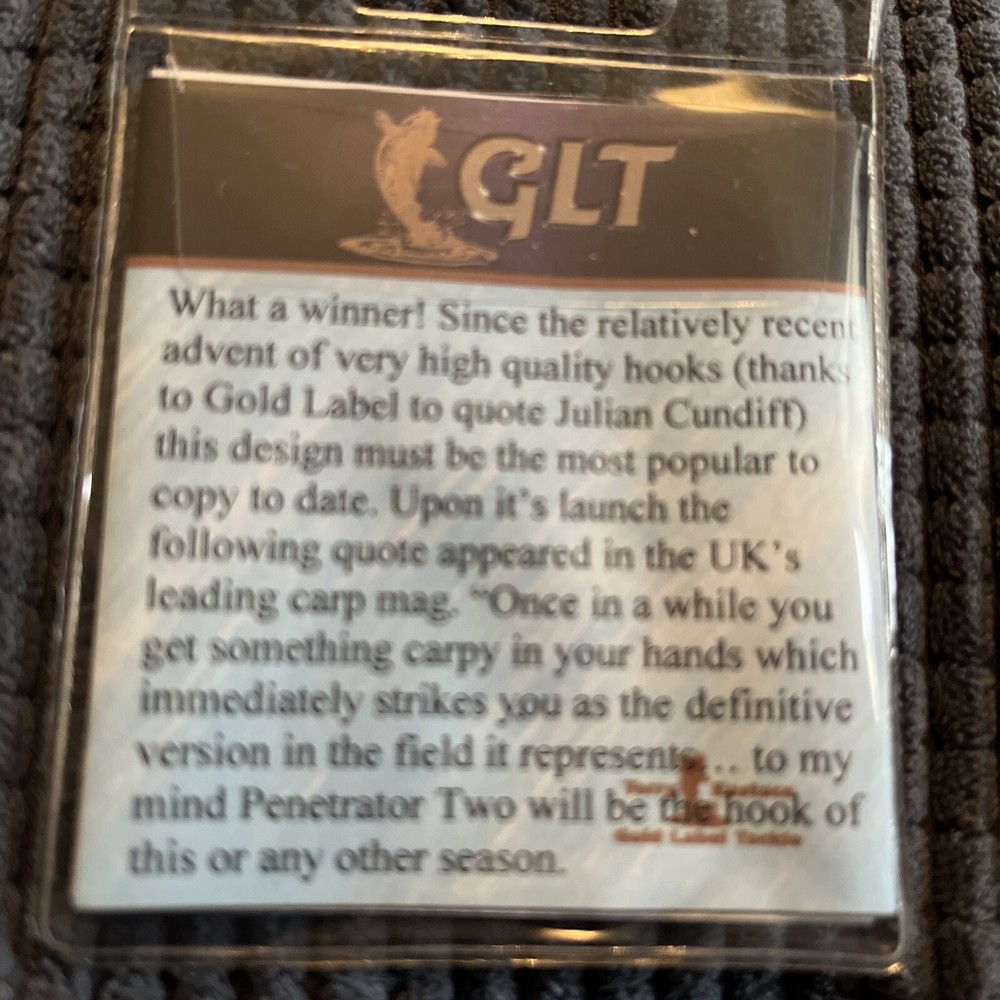 GLT
What a winner! Since the relatively recent
advent of very high quality hooks (thanks
to Gold Label to quote Julian Cundiff)
this design must be the most popular to
copy to date. Upon it's launch the
following quote appeared in the UK's
leading carp mag. "Once in a while you
get something carpy in your hands which
immediately strikes you as the definitive
version in the field it represents... to my
mind Penetrator Two will be the hook of
this or any other season.
Terry Eustace
Gold Label Tackle